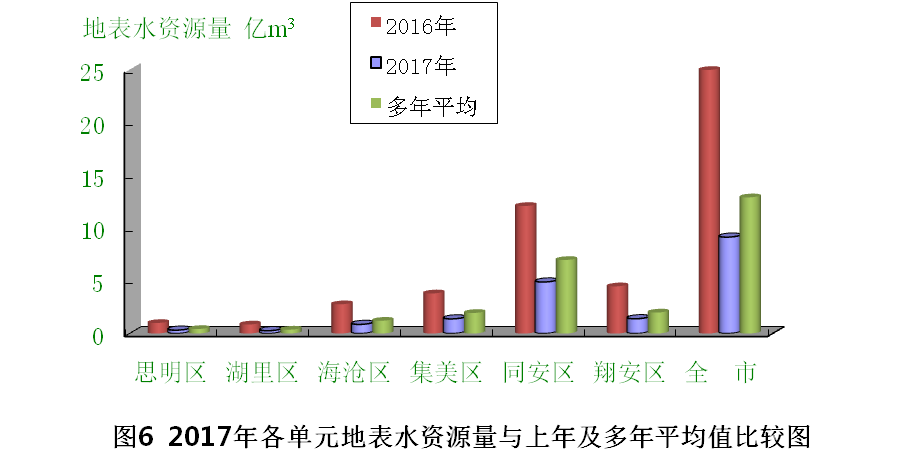 地表水资源量 亿m³
2016年
2017年
多年平均
25
20
15
10
5
0
思明区 湖里区 海沧区 集美区 同安区 翔安区 全 市
图6 2017年各单元地表水资源量与上年及多年平均值比较图